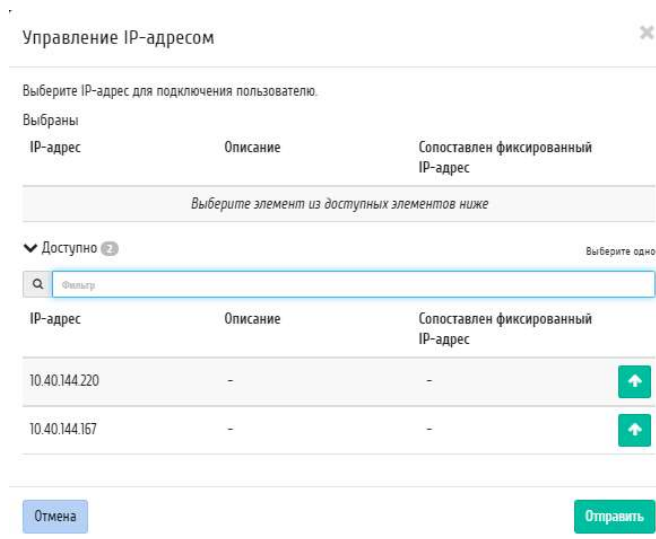 Управление IP-адресом
×
Выберите IP-адрес для подключения пользователю.
Выбраны
IP-адрес Описание Сопоставлен фиксированный
IP-адрес
Выберите элемент из доступных элементов ниже
Доступно 2 Выберите одно
Фильтр
IP-адрес Описание Сопоставлен фиксированный
IP-адрес
10.40.144.220 - -
10.40.144.167 - -
Отмена Отправить